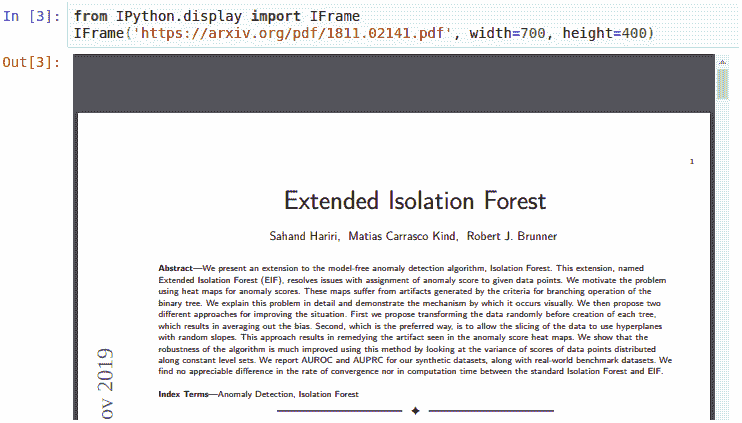 In [3]: from IPython.display import IFrame
IFrame('https://arxiv.org/pdf/1811.02141.pdf', width=700, height=400)
Out[3]:
1
Extended Isolation Forest
Sahand Hariri, Matias Carrasco Kind, Robert J. Brunner
Abstract—We present an extension to the model-free anomaly detection algorithm, Isolation Forest. This extension, named
Extended Isolation Forest (EIF), resolves issues with assignment of anomaly score to given data points. We motivate the problem
using heat maps for anomaly scores. These maps suffer from artifacts generated by the criteria for branching operation of the
binary tree. We explain this problem in detail and demonstrate the mechanism by which it occurs visually. We then propose two
different approaches for improving the situation. First we propose transforming the data randomly before creation of each tree,
which results in averaging out the bias. Second, which is the preferred way, is to allow the slicing of the data to use hyperplanes
with random slopes. This approach results in remedying the artifact seen in the anomaly score heat maps. We show that the
robustness of the algorithm is much improved using this method by looking at the variance of scores of data points distributed
along constant level sets. We report AUROC and AUPRC for our synthetic datasets, along with real-world benchmark datasets. We
find no appreciable difference in the rate of convergence nor in computation time between the standard Isolation Forest and EIF.
Index Terms—Anomaly Detection, Isolation Forest
ov 2019